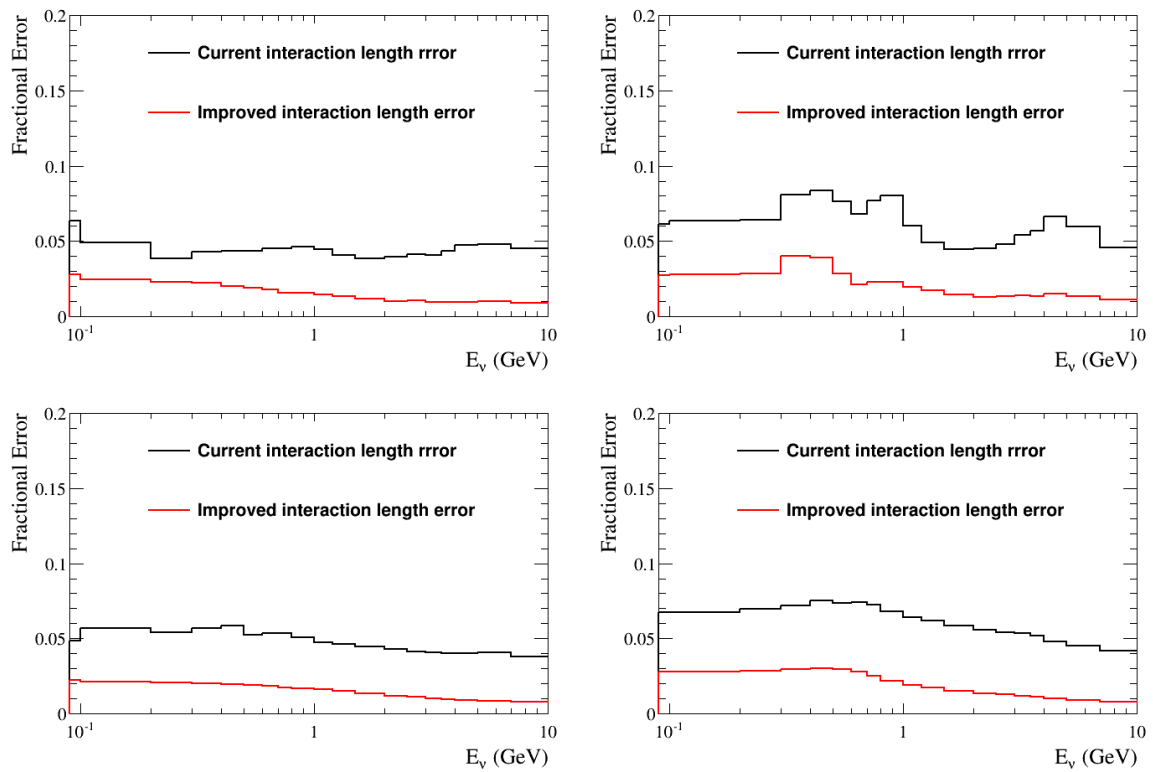 0.2
0.15
0.1
0.05
0
Fractional Error
Current interaction length rrror
Improved interaction length error
10⁻¹
1
10
Eν (GeV)
0.2
0.15
0.1
0.05
0
Fractional Error
Current interaction length rrror
Improved interaction length error
10⁻¹
1
10
Eν (GeV)
0.2
0.15
0.1
0.05
0
Fractional Error
Current interaction length rrror
Improved interaction length error
10⁻¹
1
10
Eν (GeV)
0.2
0.15
0.1
0.05
0
Fractional Error
Current interaction length rrror
Improved interaction length error
10⁻¹
1
10
Eν (GeV)